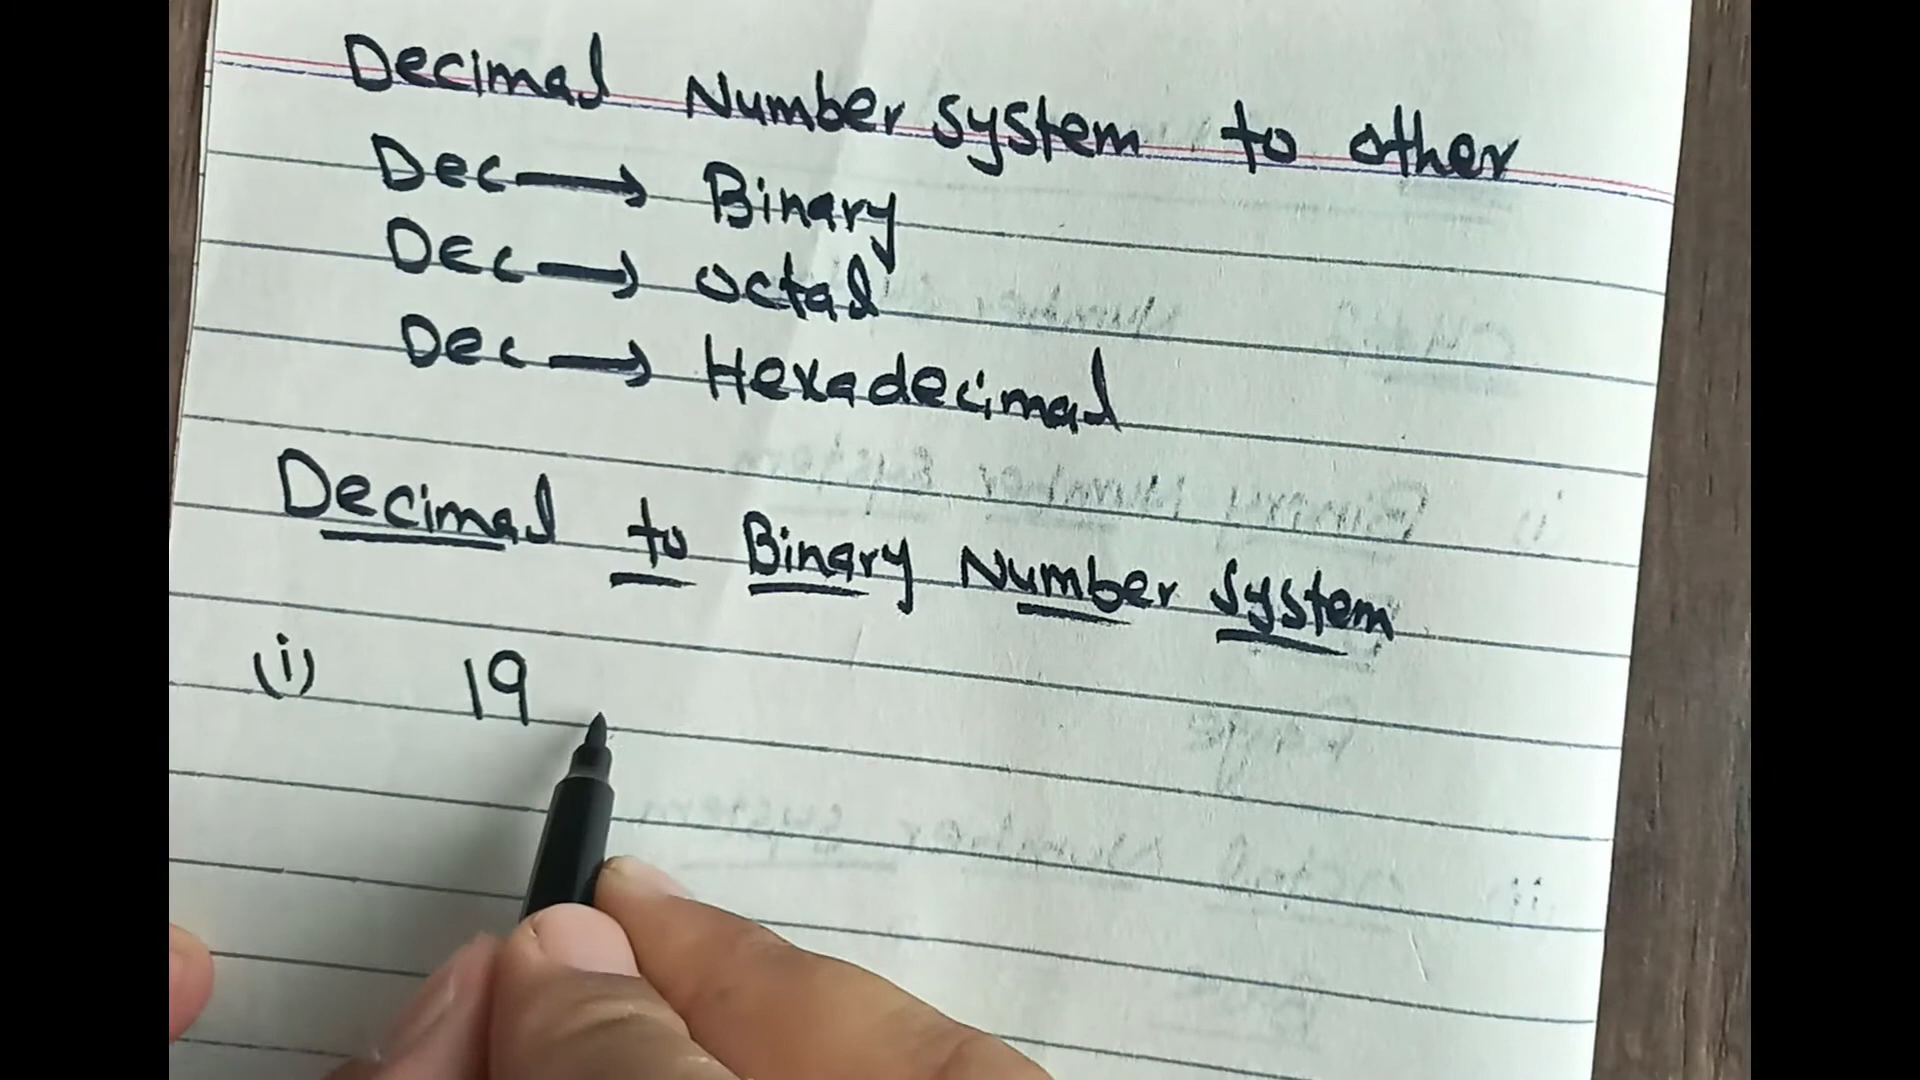 Decimal Number system to other
Dec → Binary
Dec → octal
Dec → Hexadecimal
Decimal to Binary Number system
(i) 19